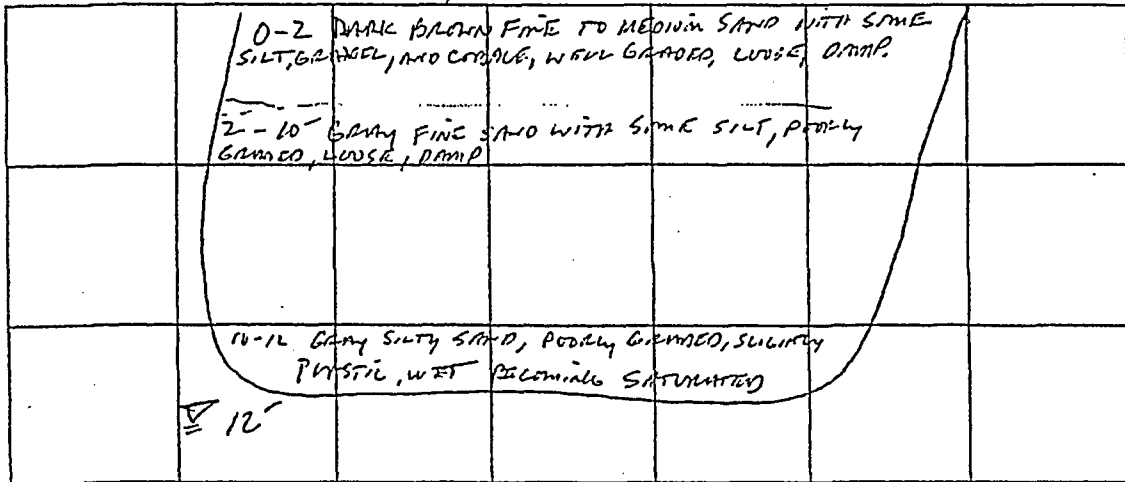 0-2 DARK BROWN FINE TO MEDIUM SAND WITH SOME
SILT, GRAVEL, AND COBBLE, WELL GRADED, LOOSE, DAMP.
2'-10' GRAY FINE SAND WITH SOME SILT, POORLY
GRADED, LOOSE, DAMP
10-12 GRAY SILTY SAND, POORLY GRADED, SLIGHTLY
PLASTIC, WET BECOMING SATURATED
12'